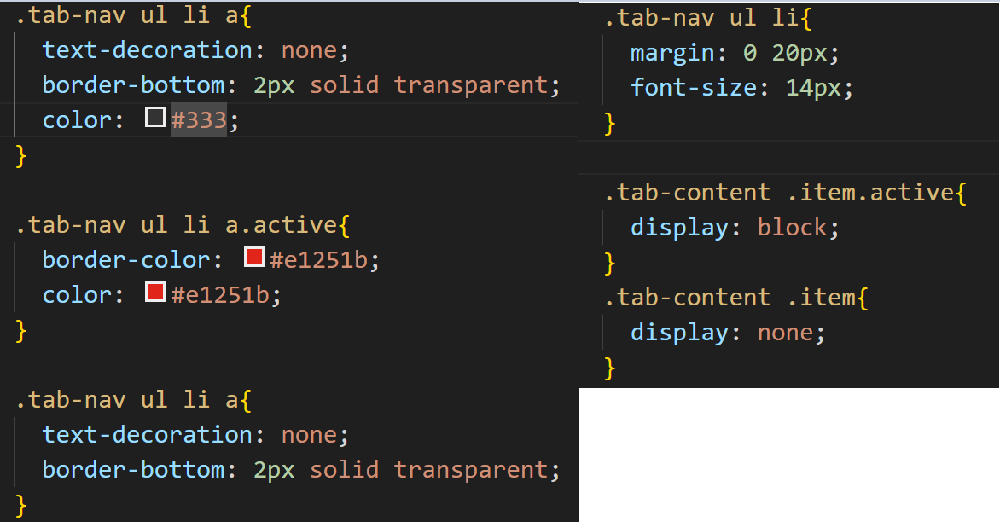 .tab-nav ul li a{
  text-decoration: none;
  border-bottom: 2px solid transparent;
  color: #333;
}

.tab-nav ul li a.active{
  border-color: #e1251b;
  color: #e1251b;
}

.tab-nav ul li a{
  text-decoration: none;
  border-bottom: 2px solid transparent;
}

.tab-nav ul li{
  margin: 0 20px;
  font-size: 14px;
}

.tab-content .item.active{
  display: block;
}
.tab-content .item{
  display: none;
}